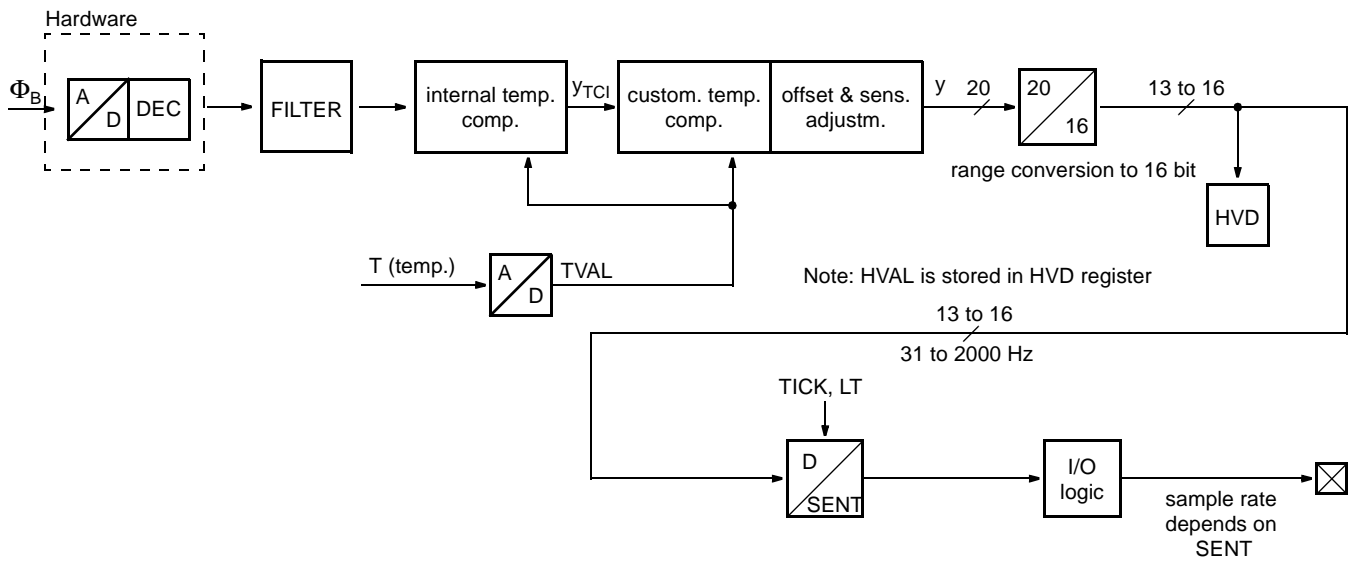 Hardware
ΦB
A
D
DEC
FILTER
internal temp.
comp.
yTCI
custom. temp.
comp.
offset & sens.
adjustm.
y
20
20
16
13 to 16
range conversion to 16 bit
HVD
T (temp.)
A
D
TVAL
Note: HVAL is stored in HVD register
13 to 16
31 to 2000 Hz
TICK, LT
D
SENT
I/O
logic
sample rate
depends on
SENT